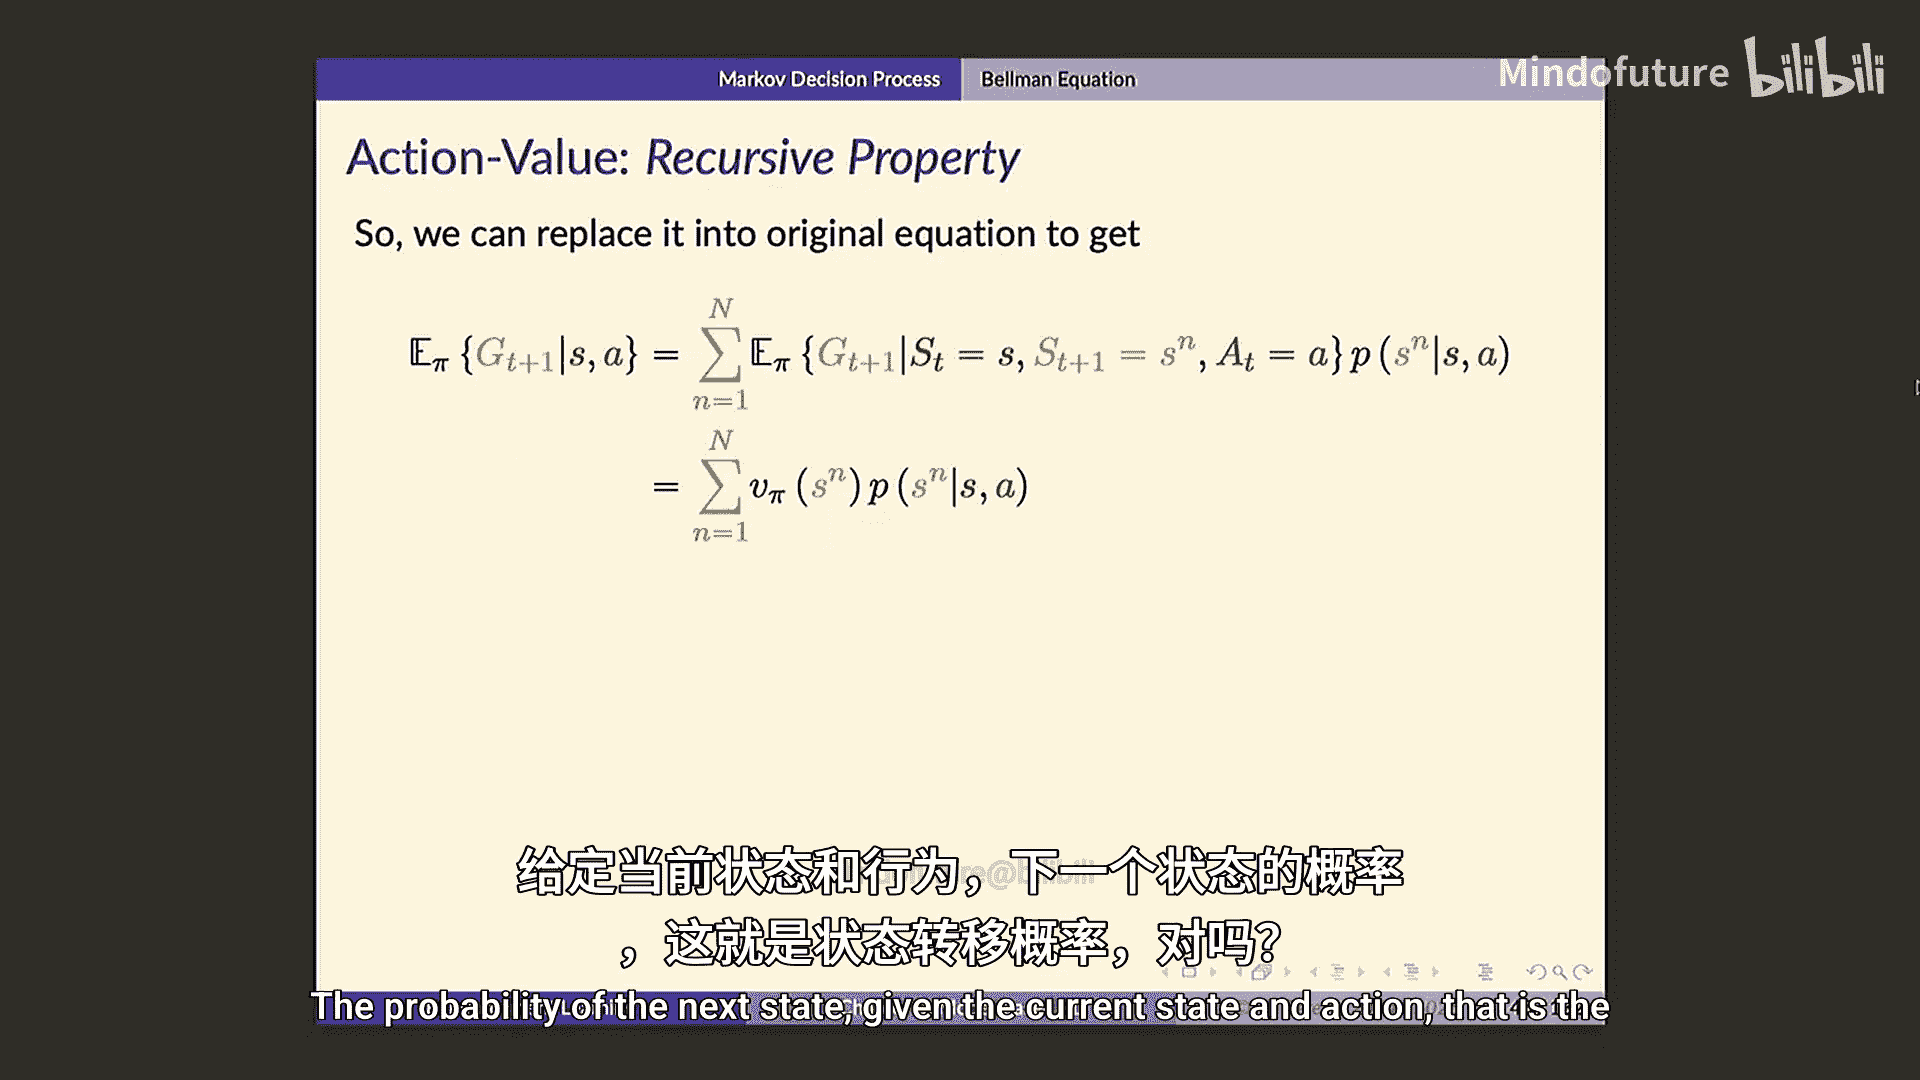 Mindofuture bilibili
Markov Decision Process Bellman Equation
Action-Value: Recursive Property
So, we can replace it into original equation to get
𝔼π {Gt+1|s, a} = ∑_{n=1}^{N} 𝔼π {Gt+1|St = s, St+1 = sⁿ, At = a} p (sⁿ|s, a)
= ∑_{n=1}^{N} vπ (sⁿ) p (sⁿ|s, a)
给定当前状态和行为，下一个状态的概率
，这就是状态转移概率，对吗？
The probability of the next state, given the current state and action, that is the